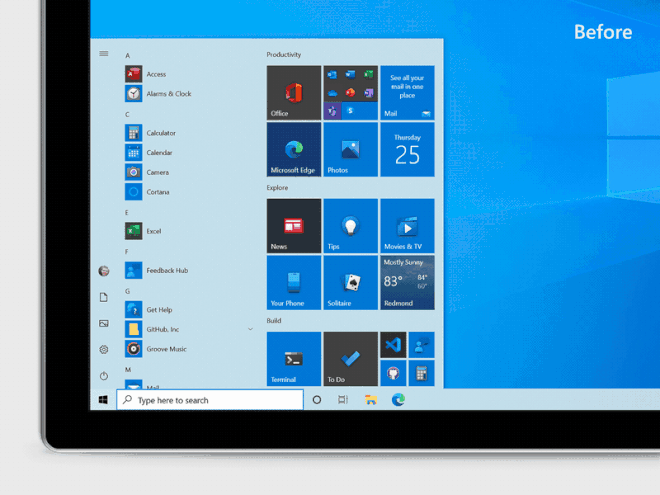 Before
A
Access
Alarms & Clock
C
Calculator
Calendar
Camera
Cortana
E
Excel
F
Feedback Hub
G
Get Help
GitHub, Inc
Groove Music
M
Mail
Productivity
Office
See all your
mail in one
place
Mail
Microsoft Edge
Photos
Thursday
25
Explore
News
Tips
Movies & TV
Your Phone
Solitaire
Mostly Sunny
83°
84°
60°
Redmond
Build
Terminal
To Do
Type here to search